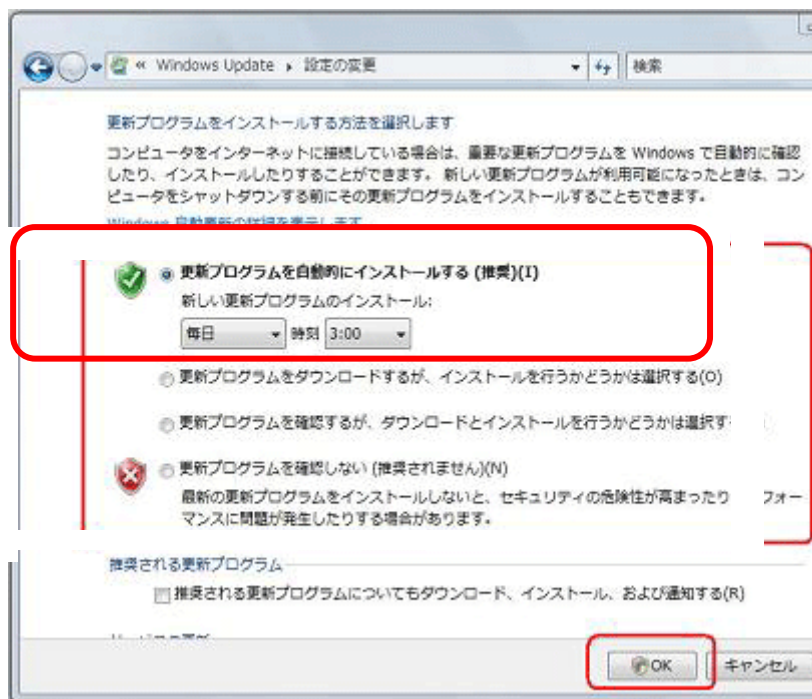 « Windows Update ▸ 設定の変更
検索
更新プログラムをインストールする方法を選択します
コンピュータをインターネットに接続している場合は、重要な更新プログラムを Windows で自動的に確認
したり、インストールしたりすることができます。 新しい更新プログラムが利用可能になったときは、コン
ピュータをシャットダウンする前にその更新プログラムをインストールすることもできます。
Windows 自動更新の詳細を表示します
更新プログラムを自動的にインストールする (推奨)(I)
新しい更新プログラムのインストール:
毎日 時刻 3:00
更新プログラムをダウンロードするが、インストールを行うかどうかは選択する(O)
更新プログラムを確認するが、ダウンロードとインストールを行うかどうかは選択す
更新プログラムを確認しない (推奨されません)(N)
最新の更新プログラムをインストールしないと、セキュリティの危険性が高まったり フォー
マンスに問題が発生したりする場合があります。
推奨される更新プログラム
推奨される更新プログラムについてもダウンロード、インストール、および通知する(R)
OK キャンセル